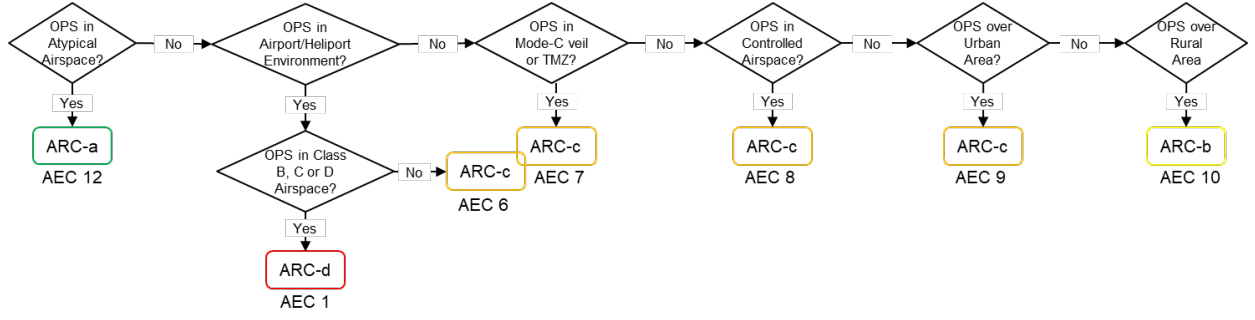 OPS in
Atypical
Airspace?
No
OPS in
Airport/Heliport
Environment?
No
OPS in
Mode-C veil
or TMZ?
No
OPS in
Controlled
Airspace?
No
OPS over
Urban
Area?
No
OPS over
Rural
Area
Yes
Yes
Yes
Yes
Yes
Yes
ARC-a
AEC 12
OPS in Class
B, C or D
Airspace?
No
ARC-c
AEC 6
ARC-c
AEC 7
ARC-c
AEC 8
ARC-c
AEC 9
ARC-b
AEC 10
Yes
ARC-d
AEC 1